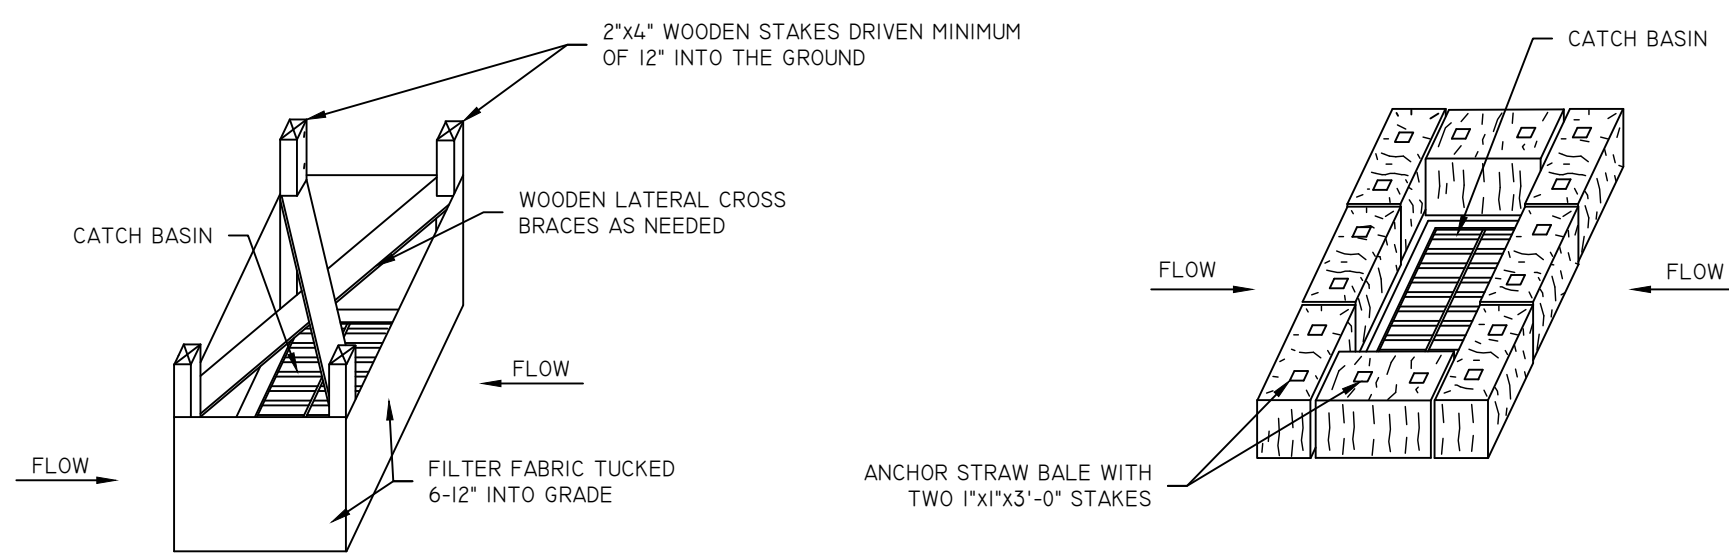 2"x4" WOODEN STAKES DRIVEN MINIMUM
OF 12" INTO THE GROUND
WOODEN LATERAL CROSS
BRACES AS NEEDED
CATCH BASIN
FLOW
FLOW
FILTER FABRIC TUCKED
6-12" INTO GRADE
CATCH BASIN
FLOW
FLOW
ANCHOR STRAW BALE WITH
TWO 1"x1"x3'-0" STAKES